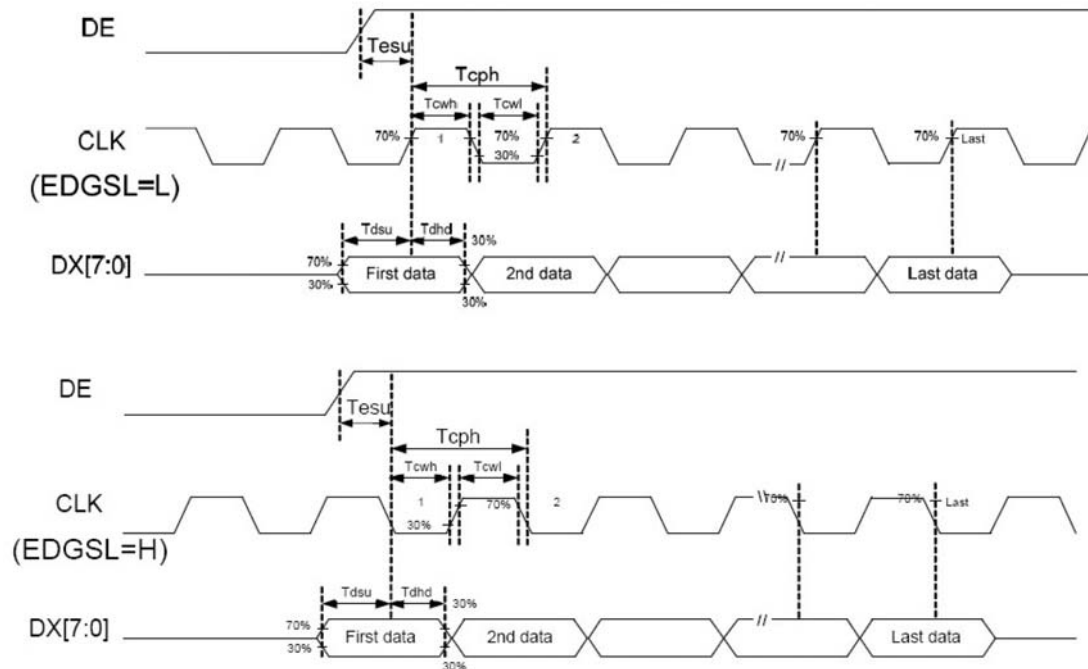 DE
Tesu
Tcph
Tcwh
Tcwl
CLK
(EDGSL=L)
70%
1
70%
30%
2
//
70%
70%
Last
Tdsu
Tdhd
30%
DX[7:0]
70%
30%
First data
2nd data
//
Last data
30%
DE
Tesu
Tcph
Tcwh
Tcwl
CLK
(EDGSL=H)
1
30%
70%
2
\\
70%
70%
Last
Tdsu
Tdhd
30%
DX[7:0]
70%
30%
First data
2nd data
//
Last data
30%